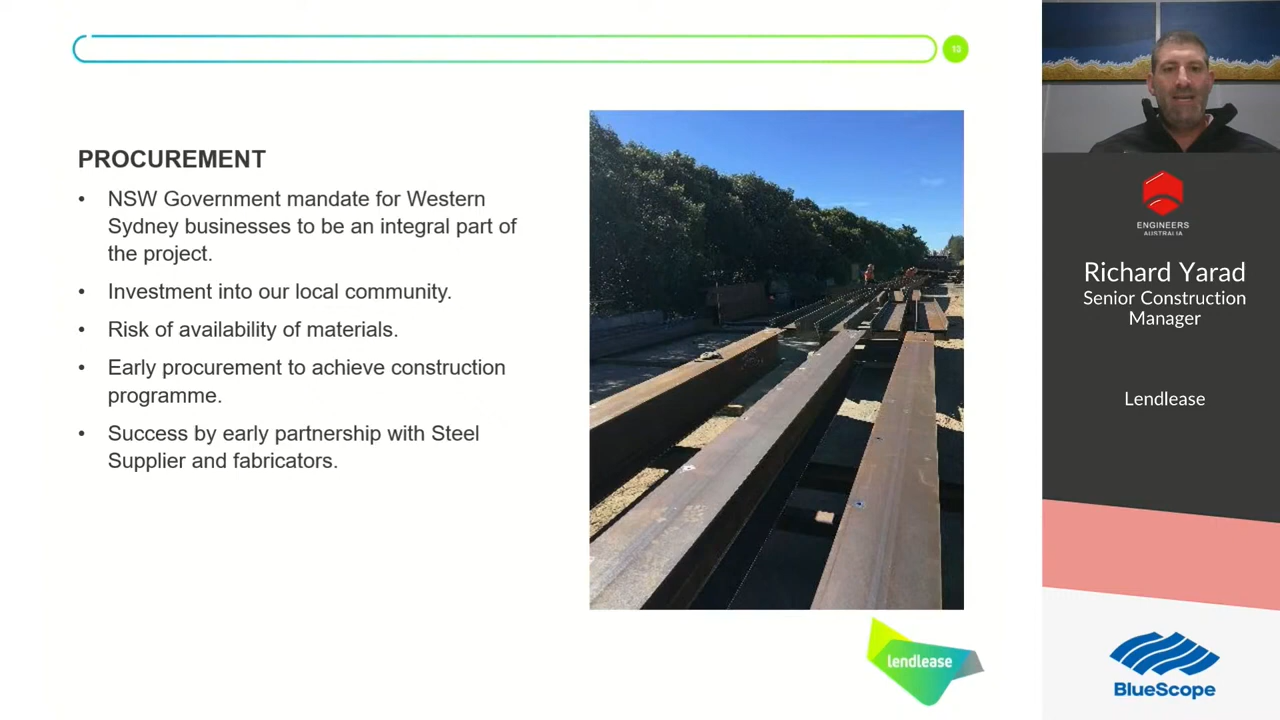 10
PROCUREMENT
• NSW Government mandate for Western
Sydney businesses to be an integral part of
the project.
• Investment into our local community.
• Risk of availability of materials.
• Early procurement to achieve construction
programme.
• Success by early partnership with Steel
Supplier and fabricators.
lendlease
ENGINEERS
AUSTRALIA
Richard Yarad
Senior Construction
Manager
Lendlease
BlueScope